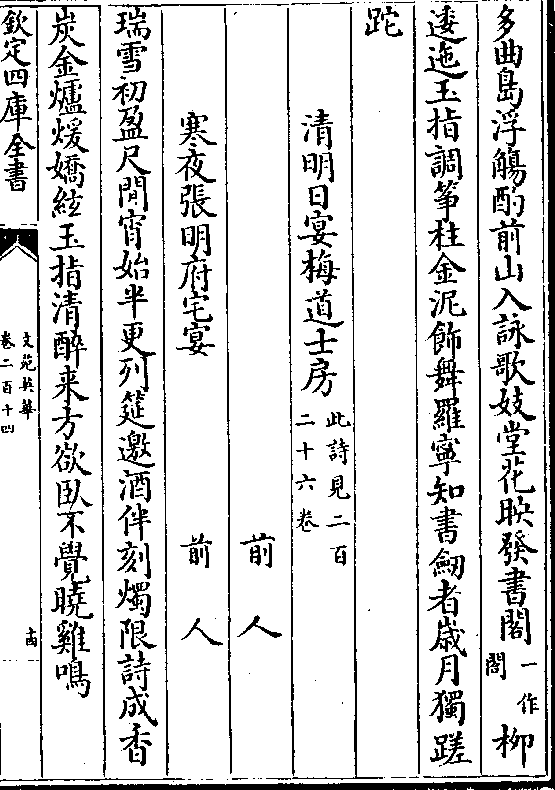 多曲島浮觴酌前山入詠歌妓堂花映發書閣一作閤柳
逶迤玉指調筝柱金泥飾舞羅寧知書劒者歲月獨蹉
跎
清明日宴梅道士房此詩見二百二十六卷
前人
寒夜張明府宅宴 前人
瑞雪初盈尺閒宵始半更列筵邀酒伴刻燭限詩成香
炭金爐煖嬌絃玉指清醉来方欲臥不覺曉雞鳴
欽定四庫全書
文苑英華
卷二百十四
十四